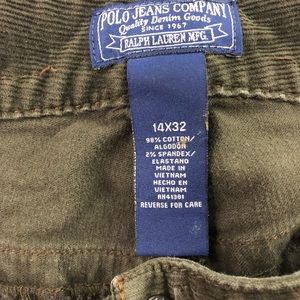 POLO JEANS COMPANY
Quality Denim Goods
SINCE 1967
RALPH LAUREN MFG.
14X32
98% COTTON/
ALGODON
2% SPANDEX/
ELASTANO
MADE IN
VIETNAM
HECHO EN
VIETNAM
RN41381
REVERSE FOR CARE